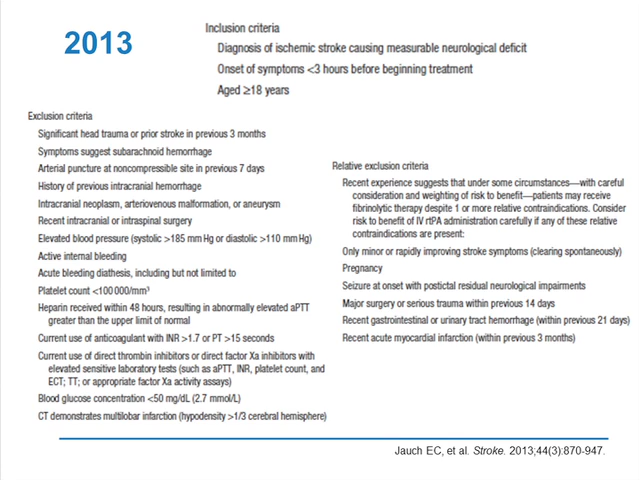 2013
Inclusion criteria
Diagnosis of ischemic stroke causing measurable neurological deficit
Onset of symptoms <3 hours before beginning treatment
Aged ≥18 years
Exclusion criteria
Significant head trauma or prior stroke in previous 3 months
Symptoms suggest subarachnoid hemorrhage
Arterial puncture at noncompressible site in previous 7 days
History of previous intracranial hemorrhage
Intracranial neoplasm, arteriovenous malformation, or aneurysm
Recent intracranial or intraspinal surgery
Elevated blood pressure (systolic >185 mm Hg or diastolic >110 mm Hg)
Active internal bleeding
Acute bleeding diathesis, including but not limited to
Platelet count <100 000/mm³
Heparin received within 48 hours, resulting in abnormally elevated aPTT
greater than the upper limit of normal
Current use of anticoagulant with INR >1.7 or PT >15 seconds
Current use of direct thrombin inhibitors or direct factor Xa inhibitors with
elevated sensitive laboratory tests (such as aPTT, INR, platelet count, and
ECT; TT; or appropriate factor Xa activity assays)
Blood glucose concentration <50 mg/dL (2.7 mmol/L)
CT demonstrates multilobar infarction (hypodensity >1/3 cerebral hemisphere)
Relative exclusion criteria
Recent experience suggests that under some circumstances—with careful
consideration and weighting of risk to benefit—patients may receive
fibrinolytic therapy despite 1 or more relative contraindications. Consider
risk to benefit of IV rtPA administration carefully if any of these relative
contraindications are present:
Only minor or rapidly improving stroke symptoms (clearing spontaneously)
Pregnancy
Seizure at onset with postictal residual neurological impairments
Major surgery or serious trauma within previous 14 days
Recent gastrointestinal or urinary tract hemorrhage (within previous 21 days)
Recent acute myocardial infarction (within previous 3 months)
Jauch EC, et al. Stroke. 2013;44(3):870-947.